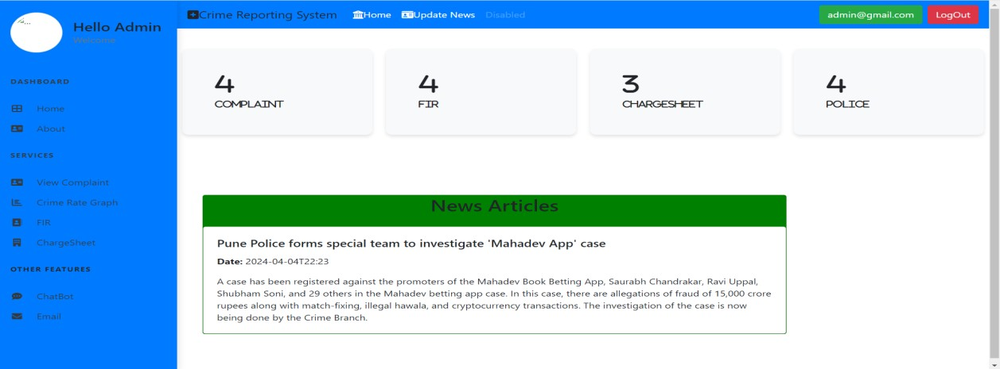 Hello Admin
Welcome
DASHBOARD
Home
About
SERVICES
View Complaint
Crime Rate Graph
FIR
ChargeSheet
OTHER FEATURES
ChatBot
Email
Crime Reporting System Home Update News Disabled admin@gmail.com LogOut
4
COMPLAINT
4
FIR
3
CHARGESHEET
4
POLICE
News Articles
Pune Police forms special team to investigate 'Mahadev App' case
Date: 2024-04-04T22:23
A case has been registered against the promoters of the Mahadev Book Betting App, Saurabh Chandrakar, Ravi Uppal,
Shubham Soni, and 29 others in the Mahadev betting app case. In this case, there are allegations of fraud of 15,000 crore
rupees along with match-fixing, illegal hawala, and cryptocurrency transactions. The investigation of the case is now
being done by the Crime Branch.